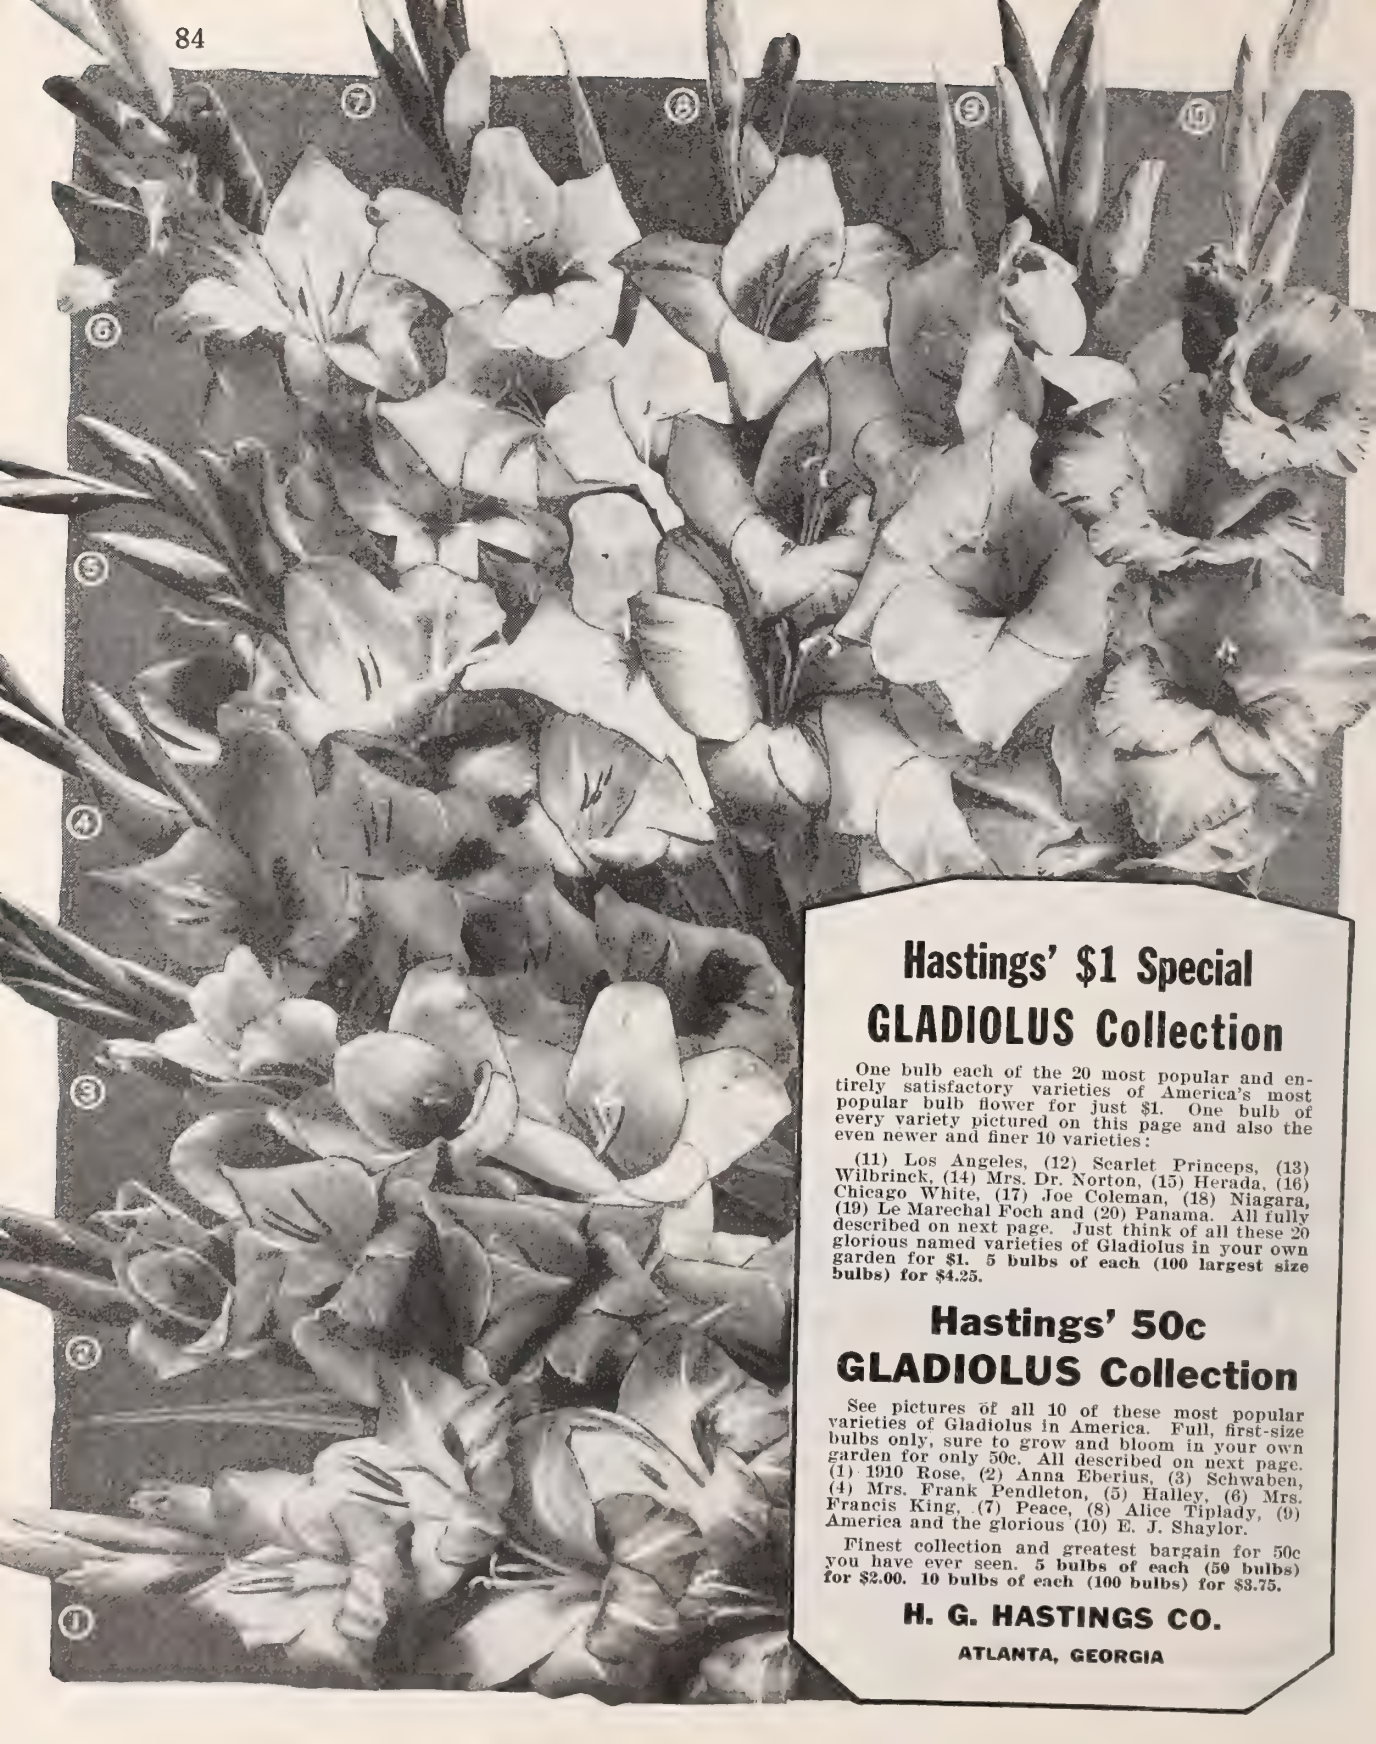 84
7
8
9
10
6
5
4
3
2
1
Hastings' $1 Special
GLADIOLUS Collection
One bulb each of the 20 most popular and en-
tirely satisfactory varieties of America's most
popular bulb flower for just $1. One bulb of
every variety pictured on this page and also the
even newer and finer 10 varieties:
(11) Los Angeles, (12) Scarlet Princeps, (13)
Wilbrinck, (14) Mrs. Dr. Norton, (15) Herada, (16)
Chicago White, (17) Joe Coleman, (18) Niagara,
(19) Le Marechal Foch and (20) Panama. All fully
described on next page. Just think of all these 20
glorious named varieties of Gladiolus in your own
garden for $1. 5 bulbs of each (100 largest size
bulbs) for $4.25.
Hastings' 50c
GLADIOLUS Collection
See pictures of all 10 of these most popular
varieties of Gladiolus in America. Full, first-size
bulbs only, sure to grow and bloom in your own
garden for only 50c. All described on next page.
(1) 1910 Rose, (2) Anna Eberius, (3) Schwaben,
(4) Mrs. Frank Pendleton, (5) Halley, (6) Mrs.
Francis King, (7) Peace, (8) Alice Tiplady, (9)
America and the glorious (10) E. J. Shaylor.
Finest collection and greatest bargain for 50c
you have ever seen. 5 bulbs of each (50 bulbs)
for $2.00. 10 bulbs of each (100 bulbs) for $3.75.
H. G. HASTINGS CO.
ATLANTA, GEORGIA